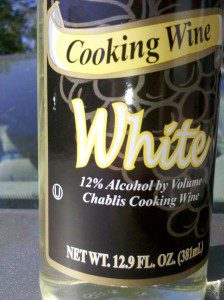 Cooking Wine
White
12% Alcohol by Volume
Chablis Cooking Wine
U
NET WT. 12.9 FL. OZ. (381mL)